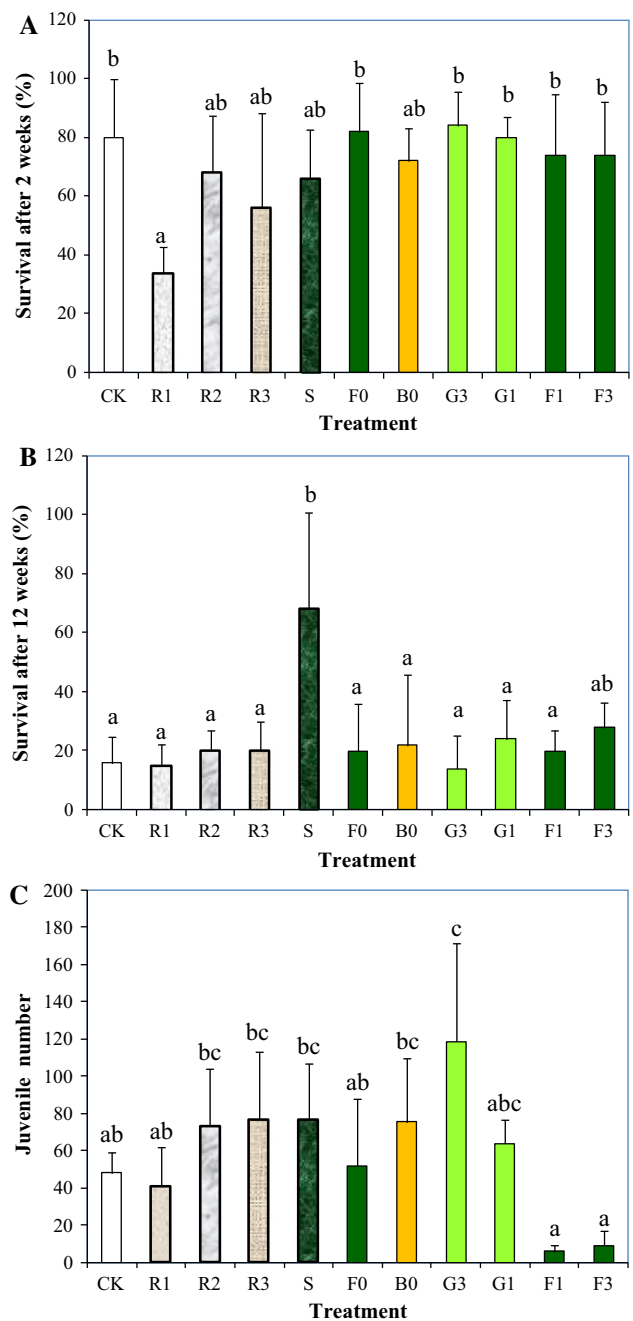 A
Survival after 2 weeks (%)
120
100
80
60
40
20
0
b
a
ab
ab
ab
b
ab
b
b
b
b
CK R1 R2 R3 S F0 B0 G3 G1 F1 F3
Treatment
B
Survival after 12 weeks (%)
120
100
80
60
40
20
0
a
a
a
a
b
a
a
a
a
a
ab
CK R1 R2 R3 S F0 B0 G3 G1 F1 F3
Treatment
C
Juvenile number
200
180
160
140
120
100
80
60
40
20
0
ab
ab
bc
bc
bc
ab
bc
c
abc
a
a
CK R1 R2 R3 S F0 B0 G3 G1 F1 F3
Treatment